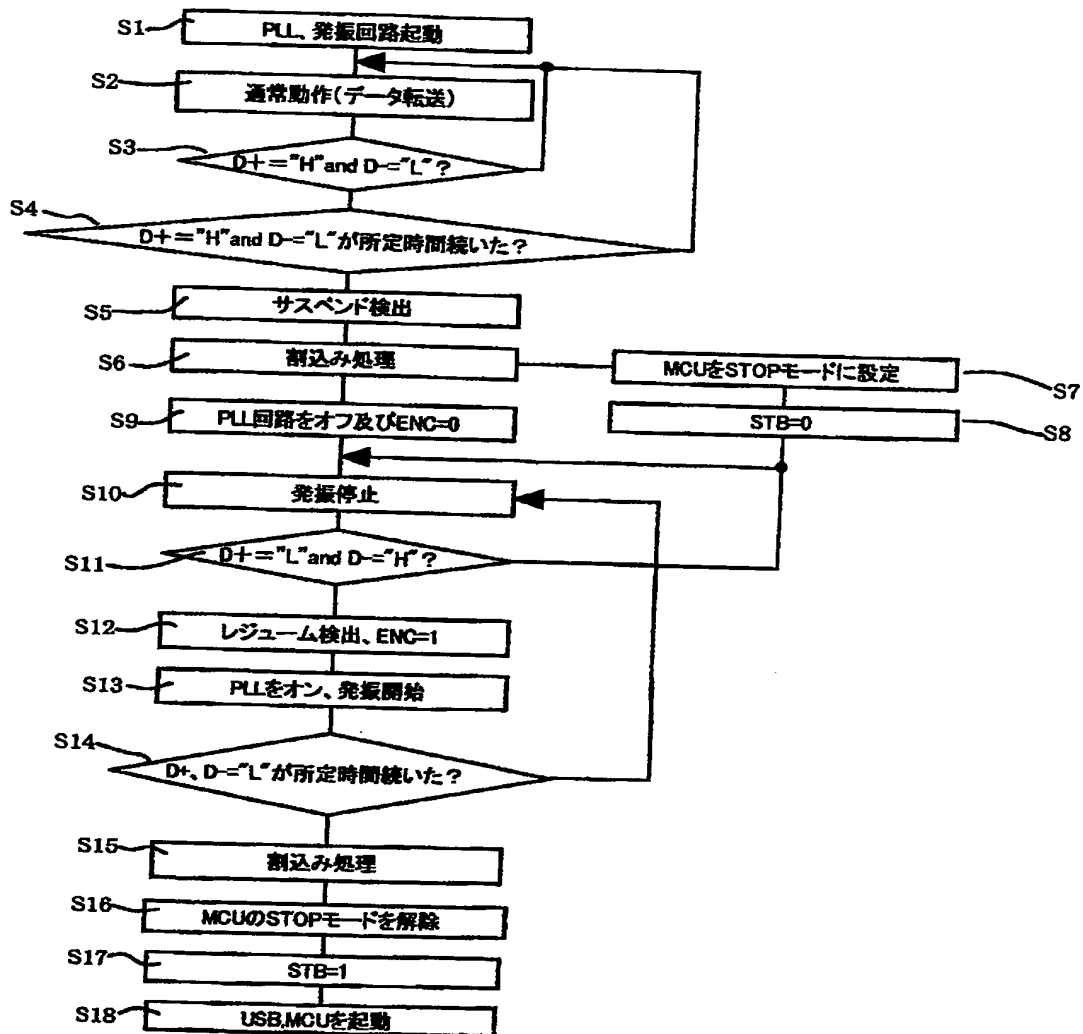 S1
PLL、発振回路起動
S2
通常動作(データ転送)
S3
D+="H"and D-="L"?
S4
D+="H"and D-="L"が所定時間続いた?
S5
サスペンド検出
S6
割込み処理
MCUをSTOPモードに設定
S7
S9
PLL回路をオフ及びENC=0
STB=0
S8
S10
発振停止
S11
D+="L"and D-="H"?
S12
レジューム検出、ENC=1
S13
PLLをオン、発振開始
S14
D+、D-="L"が所定時間続いた?
S15
割込み処理
S16
MCUのSTOPモードを解除
S17
STB=1
S18
USB,MCUを起動